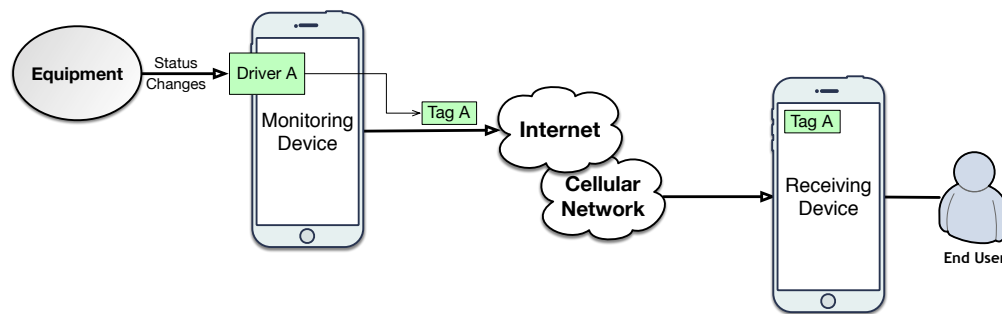 Equipment
Status
Changes
Driver A
Monitoring
Device
Tag A
Internet
Cellular
Network
Tag A
Receiving
Device
End User